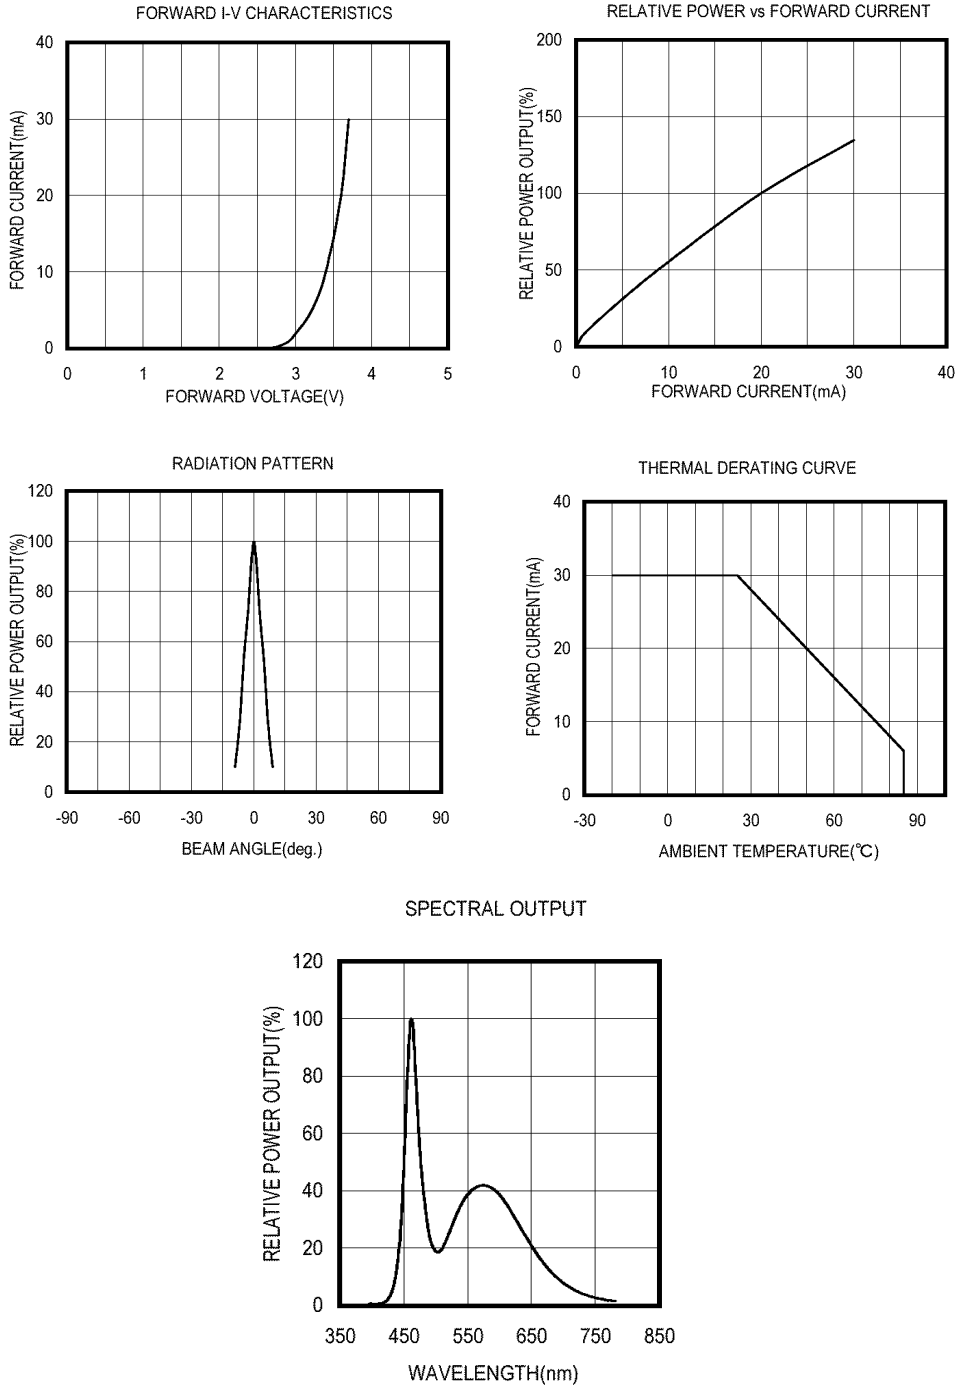 FORWARD I-V CHARACTERISTICS
40
30
20
10
0
FORWARD CURRENT(mA)
0 1 2 3 4 5
FORWARD VOLTAGE(V)
RELATIVE POWER vs FORWARD CURRENT
200
150
100
50
0
RELATIVE POWER OUTPUT(%)
0 10 20 30 40
FORWARD CURRENT(mA)
RADIATION PATTERN
120
100
80
60
40
20
0
RELATIVE POWER OUTPUT(%)
-90 -60 -30 0 30 60 90
BEAM ANGLE(deg.)
THERMAL DERATING CURVE
40
30
20
10
0
FORWARD CURRENT(mA)
-30 0 30 60 90
AMBIENT TEMPERATURE(℃)
SPECTRAL OUTPUT
120
100
80
60
40
20
0
RELATIVE POWER OUTPUT(%)
350 450 550 650 750 850
WAVELENGTH(nm)